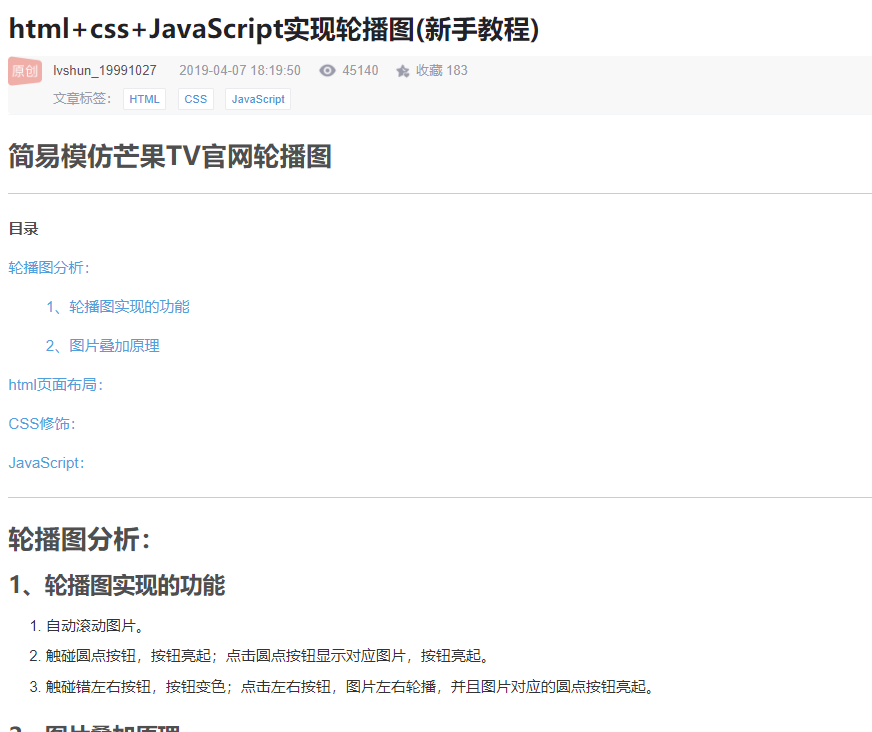 html+css+JavaScript实现轮播图(新手教程)
原创 lvshun_19991027 2019-04-07 18:19:50 45140 收藏 183
文章标签： HTML CSS JavaScript
简易模仿芒果TV官网轮播图
目录
轮播图分析：
1、轮播图实现的功能
2、图片叠加原理
html页面布局：
CSS修饰：
JavaScript：
轮播图分析：
1、轮播图实现的功能
1. 自动滚动图片。
2. 触碰圆点按钮，按钮亮起；点击圆点按钮显示对应图片，按钮亮起。
3. 触碰错左右按钮，按钮变色；点击左右按钮，图片左右轮播，并且图片对应的圆点按钮亮起。
2、图片叠加原理